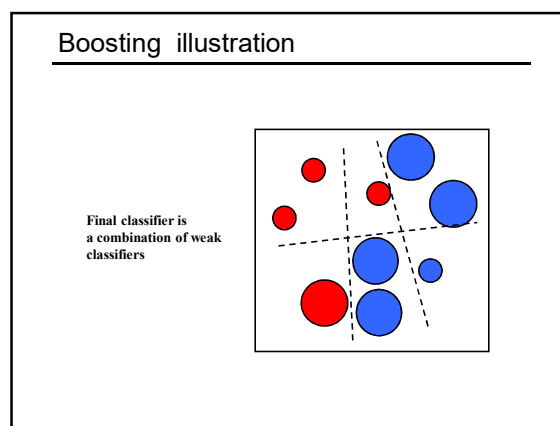 Boosting illustration
Final classifier is
a combination of weak
classifiers